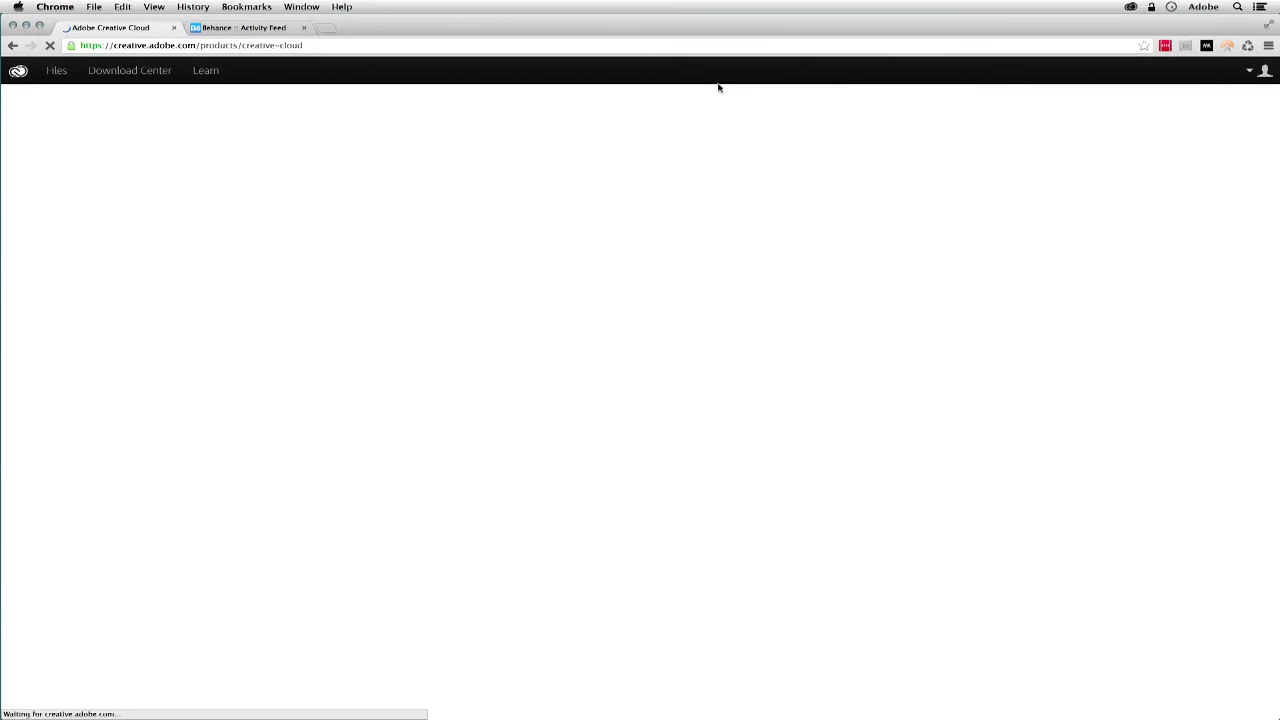 Chrome File Edit View History Bookmarks Window Help Adobe
Adobe Creative Cloud Bē Behance :: Activity Feed
https://creative.adobe.com/products/creative-cloud
Files Download Center Learn
Waiting for creative.adobe.com...